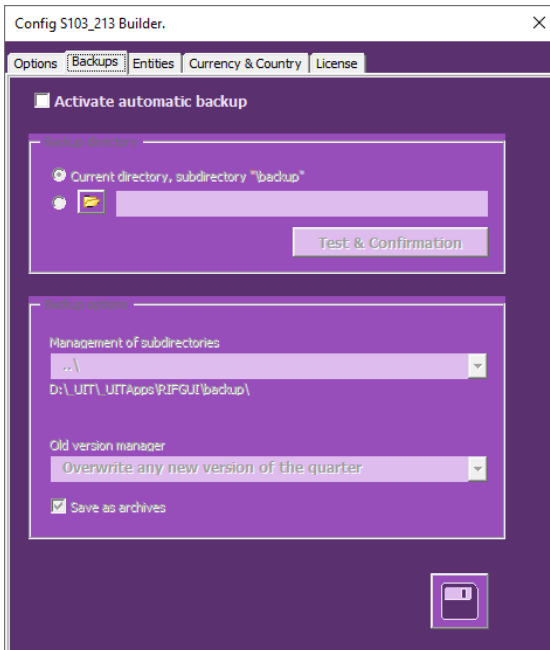 Config S103_213 Builder.
Options Backups Entities Currency & Country License
Activate automatic backup
Current directory, subdirectory "\backup"
Test & Confirmation
Management of subdirectories
..\
D:\_UIT\_UITApps\RIFGUI\backup\
Old version manager
Overwrite any new version of the quarter
Save as archives